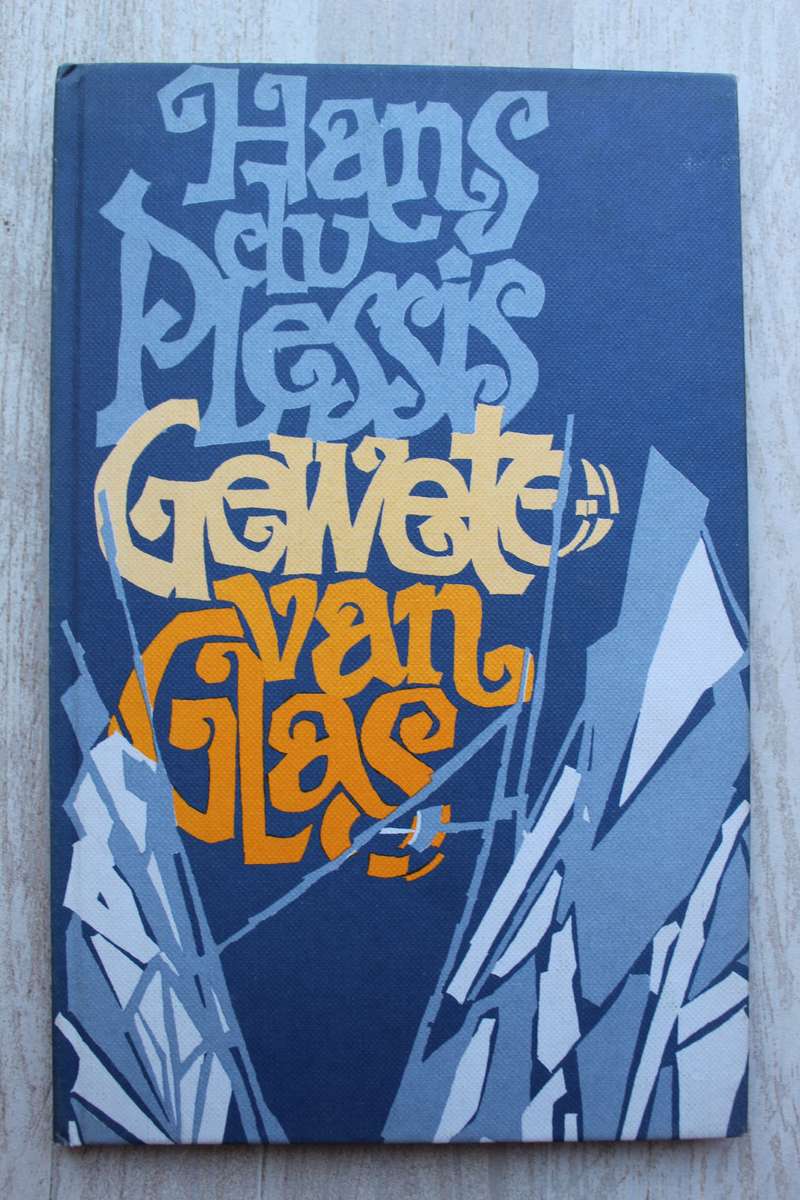 Hans
du
Plessis
Gewete
van
Glas